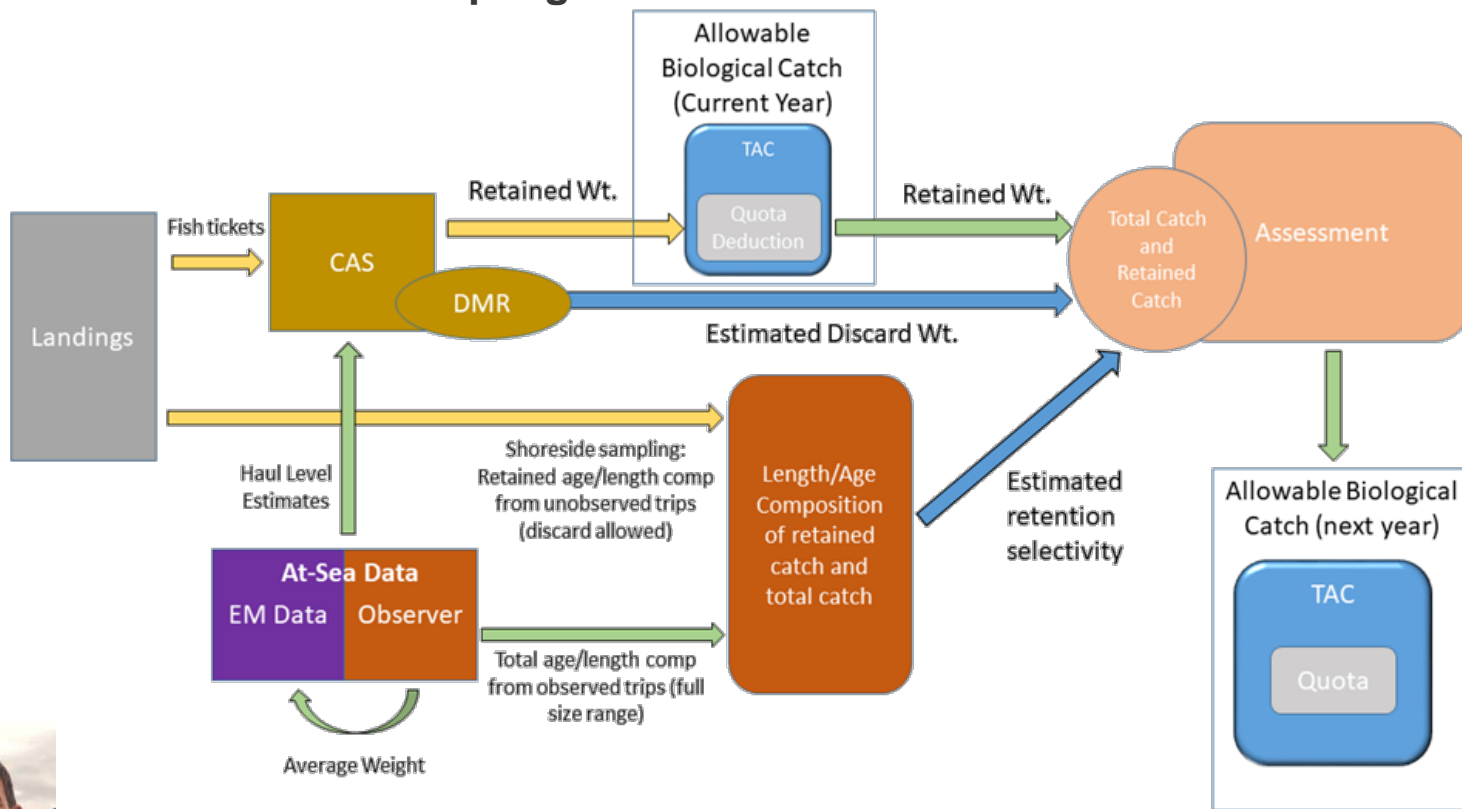 Allowable
Biological Catch
(Current Year)
TAC
Quota
Deduction
Retained Wt.
Retained Wt.
Fish tickets
CAS
DMR
Landings
Total Catch
and
Retained
Catch
Assessment
Estimated Discard Wt.
Shoreside sampling:
Retained age/length comp
from unobserved trips
(discard allowed)
Haul Level
Estimates
Length/Age
Composition
of retained
catch and
total catch
Estimated
retention
selectivity
Allowable Biological
Catch (next year)
TAC
Quota
At-Sea Data
EM Data
Observer
Total age/length comp
from observed trips (full
size range)
Average Weight